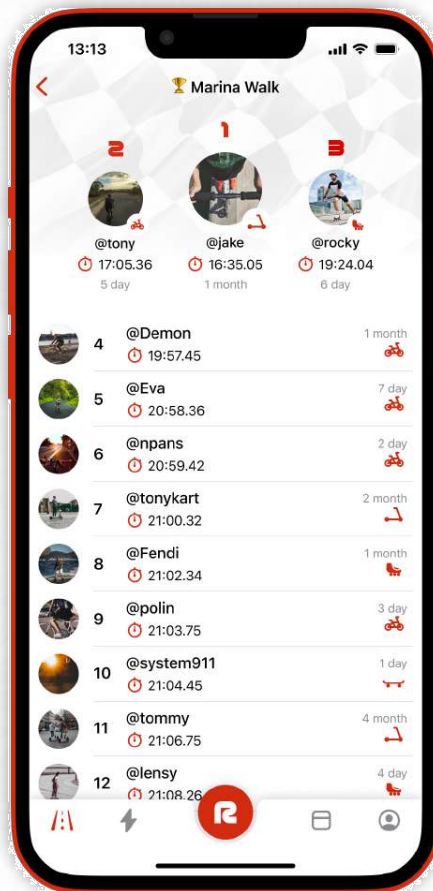 13:13
🏆 Marina Walk
2
1
3
@tony
17:05.36
5 day
@jake
16:35.05
1 month
@rocky
19:24.04
6 day
4
@Demon
19:57.45
1 month
5
@Eva
20:58.36
7 day
6
@npans
20:59.42
2 day
7
@tonykart
21:00.32
2 month
8
@Fendi
21:02.34
1 month
9
@polin
21:03.75
3 day
10
@system911
21:04.45
1 day
11
@tommy
21:06.75
4 month
12
@lensy
21:08.26
4 day
R